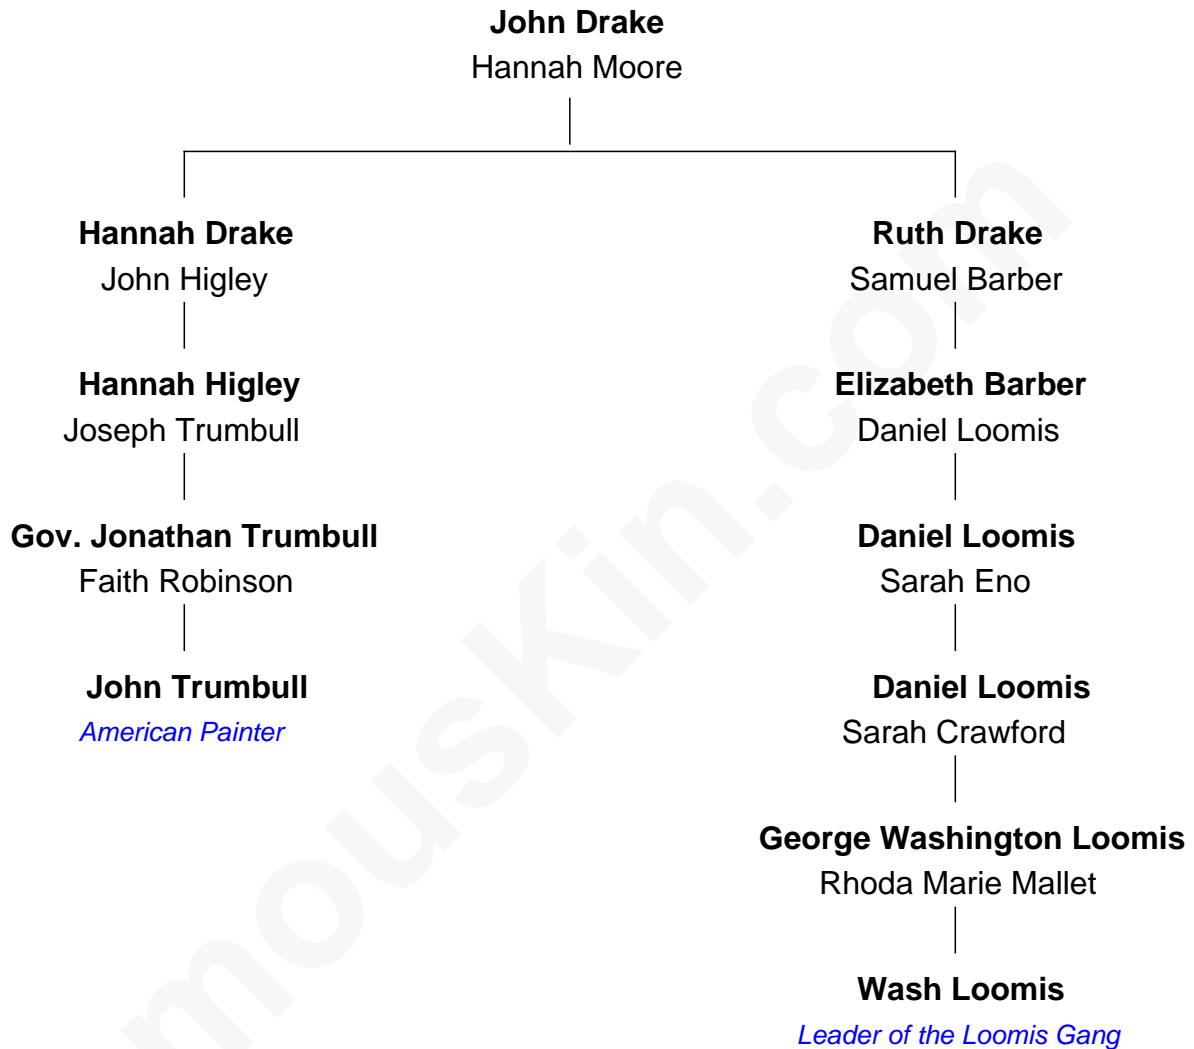 John Drake
Hannah Moore
Hannah Drake
John Higley
Hannah Higley
Joseph Trumbull
Gov. Jonathan Trumbull
Faith Robinson
John Trumbull
American Painter
Ruth Drake
Samuel Barber
Elizabeth Barber
Daniel Loomis
Daniel Loomis
Sarah Eno
Daniel Loomis
Sarah Crawford
George Washington Loomis
Rhoda Marie Mallet
Wash Loomis
Leader of the Loomis Gang
mouskin.com